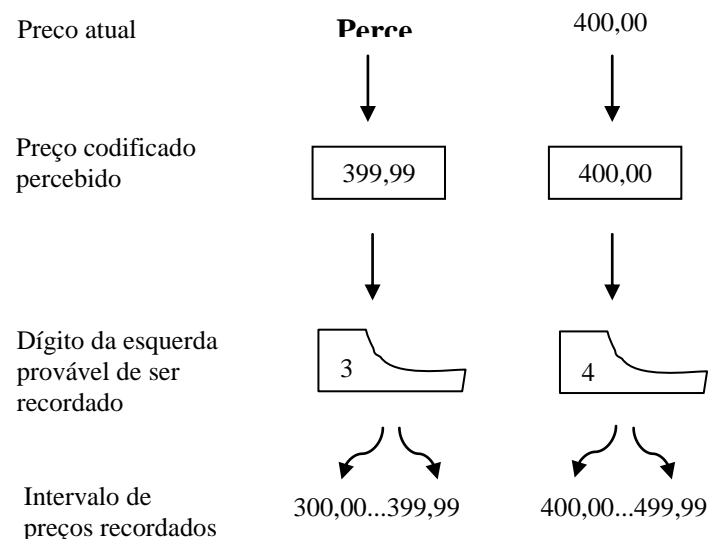 Preco atual Perce 400,00
Preço codificado
percebido
399,99 400,00
Dígito da esquerda
provável de ser
recordado
3 4
Intervalo de
preços recordados
300,00...399,99 400,00...499,99